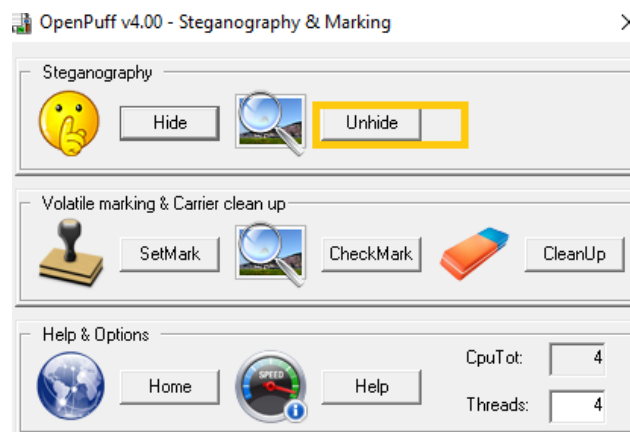 OpenPuff v4.00 - Steganography & Marking
Steganography
Hide
Unhide
Volatile marking & Carrier clean up
SetMark
CheckMark
CleanUp
Help & Options
Home
SPEED
Help
CpuTot: 4
Threads: 4